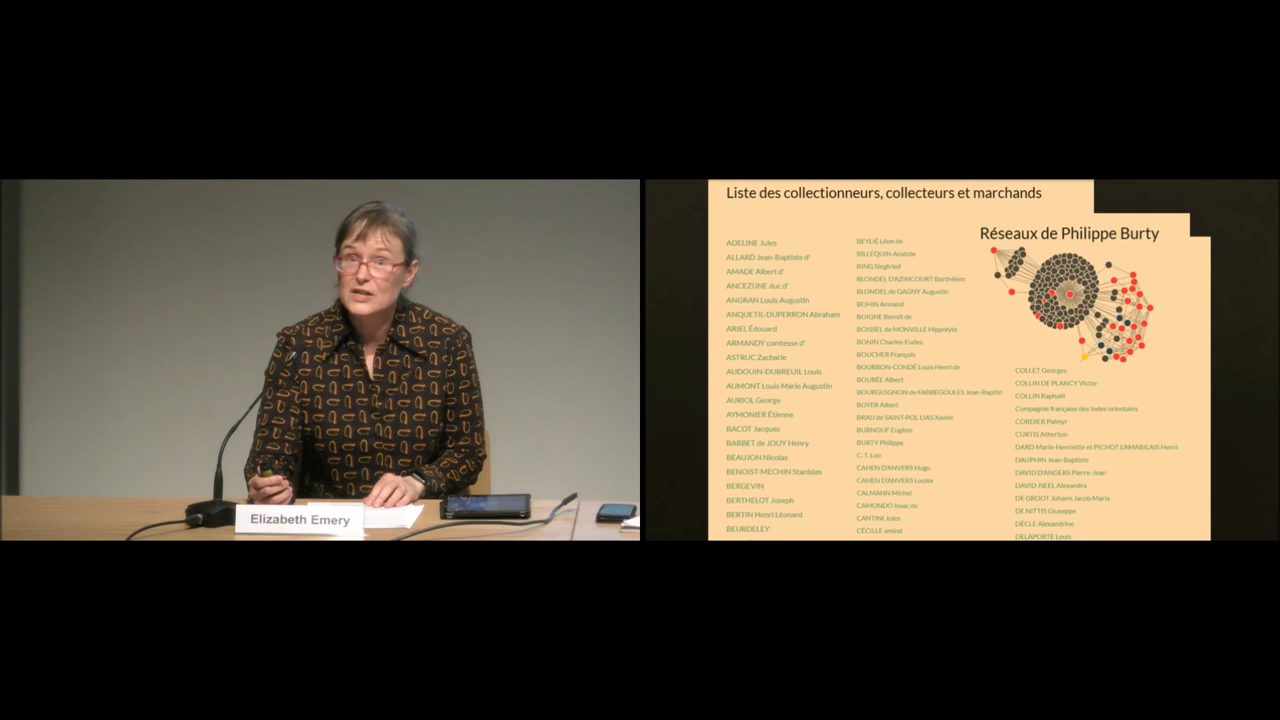 Elizabeth Emery
Liste des collectionneurs, collecteurs et marchands
ADELINE Jules
ALLARD Jean-Baptiste d'
AMADE Albert d'
ANCEZUNE duc d'
ANGRAN Louis Augustin
ANQUETIL-DUPERRON Abraham
ARIEL Édouard
ARMANDY comtesse d'
ASTRUC Zacharie
AUDOUIN-DUBREUIL Louis
AUMONT Louis Marie Augustin
AURIOL George
AYMONIER Étienne
BACOT Jacques
BARBET de JOUY Henry
BEAUJON Nicolas
BENOIST-MECHIN Stanislas
BERGEVIN
BERTHELOT Joseph
BERTIN Henri Léonard
BEURDELEY
BEYLIÉ Léon de
BILLEQUIN Anatole
BING Siegfried
BLONDEL D'AZINCOURT Barthélem
BLONDEL de GAGNY Augustin
BOHIN Armand
BOIGNE Benoît de
BOISSEL de MONVILLE Hippolyte
BONIN Charles-Eudes
BOUCHER François
BOURBON-CONDÉ Louis Henri de
BOURÉE Albert
BOURGUIGNON de FABREGOULES Jean-Baptist
BOYER Albert
BRAU de SAINT-POL LIAS Xavier
BURNOUF Eugène
BURTY Philippe
C. T. Loo
CAHEN D'ANVERS Hugo
CAHEN D'ANVERS Louise
CALMANN Michel
CAMONDO Isaac de
CANTINI Jules
CÉCILLE amiral
Réseaux de Philippe Burty
COLLET Georges
COLLIN DE PLANCY Victor
COLLIN Raphaël
Compagnie française des Indes orientales
CORDIER Palmyr
CURTIS Atherton
DARD Marie-Henriette et PICHOT L'AMABILAIS Henri
DAUPHIN Jean-Baptiste
DAVID D'ANGERS Pierre-Jean
DAVID-NEEL Alexandra
DE GROOT Johann Jacob Maria
DE NITTIS Giuseppe
DÈCLE Alexandrine
DELAPORTE Louis